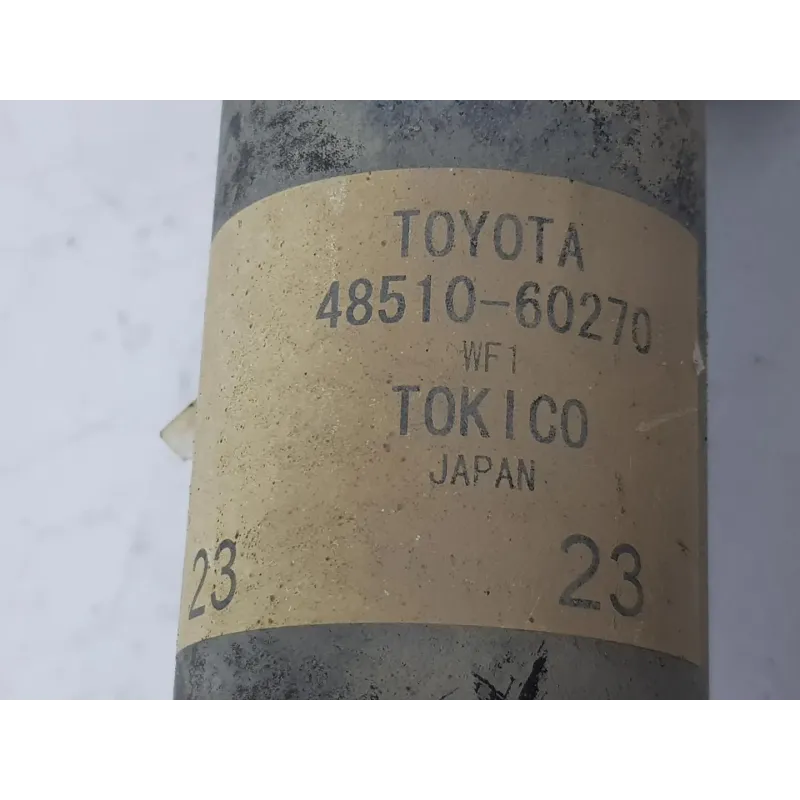 TOYOTA
48510-60270
WF1
TOKICO
JAPAN
23 23